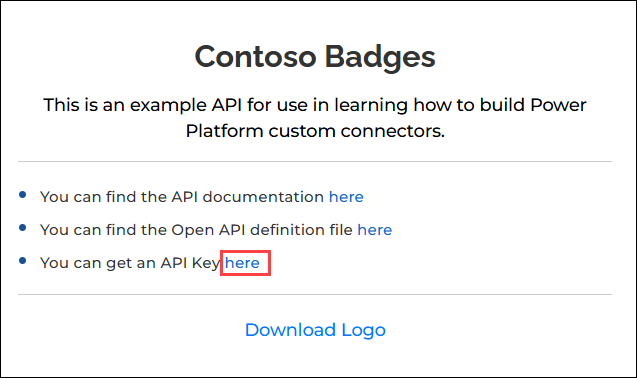 Contoso Badges
This is an example API for use in learning how to build Power
Platform custom connectors.
You can find the API documentation here
You can find the Open API definition file here
You can get an API Key here
Download Logo